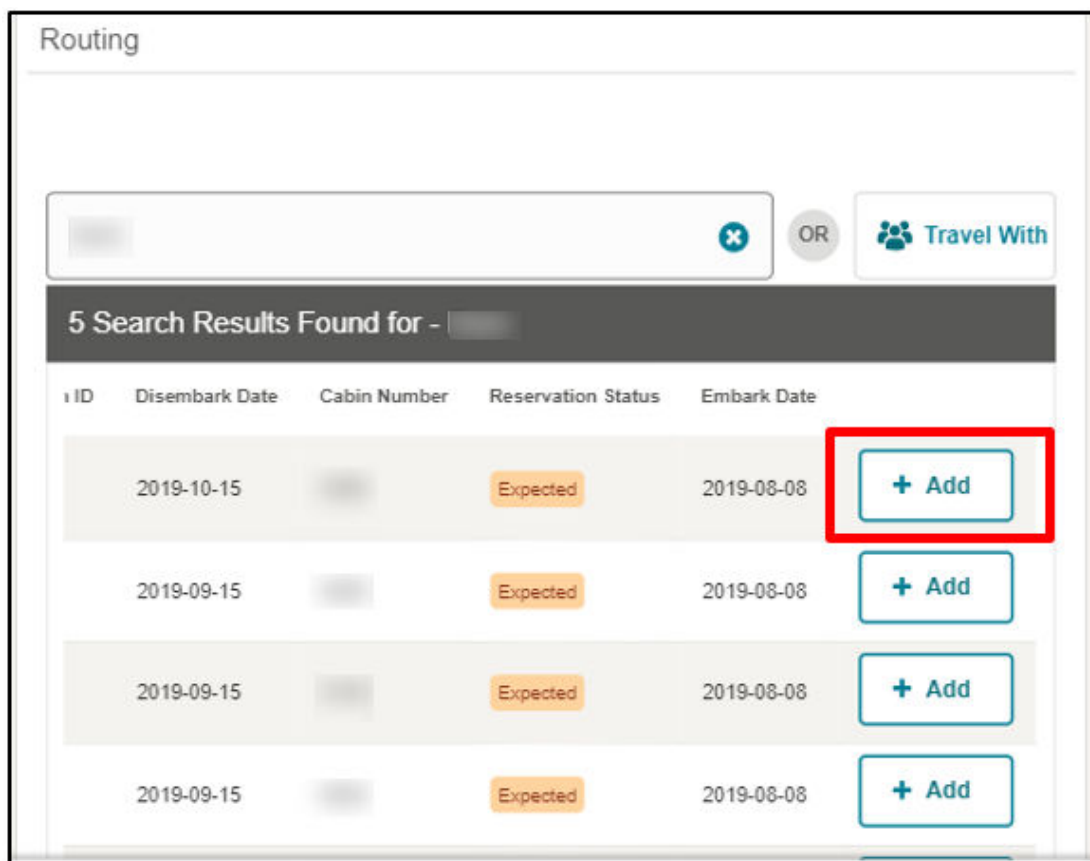 Routing
OR Travel With
5 Search Results Found for -
ID Disembark Date Cabin Number Reservation Status Embark Date
2019-10-15 Expected 2019-08-08 + Add
2019-09-15 Expected 2019-08-08 + Add
2019-09-15 Expected 2019-08-08 + Add
2019-09-15 Expected 2019-08-08 + Add